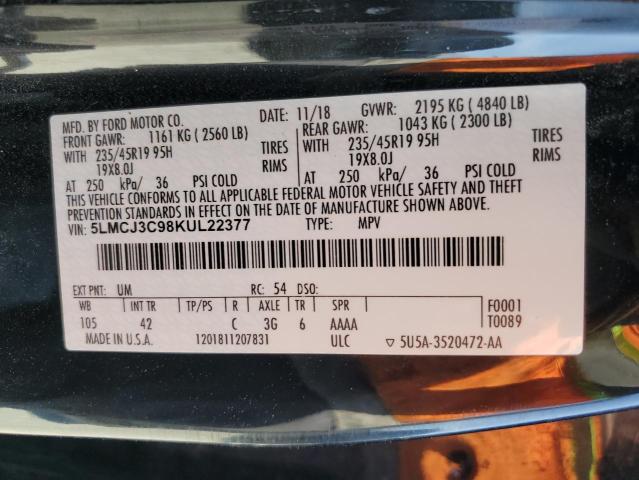 MFD. BY FORD MOTOR CO. 11/18 GVWR: 2195 KG ( 4840 LB)
FRONT GAWR: 1161 KG ( 2560 LB) REAR GAWR: 1043 KG ( 2300 LB)
WITH 235/45R19 95H TIRES WITH 235/45R19 95H TIRES
19X8.0J RIMS 19X8.0J RIMS
AT 250 kPa/ 36 PSI COLD AT 250 kPa/ 36 PSI COLD
THIS VEHICLE CONFORMS TO ALL APPLICABLE FEDERAL MOTOR VEHICLE SAFETY AND THEFT
PREVENTION STANDARDS IN EFFECT ON THE DATE OF MANUFACTURE SHOWN ABOVE.
VIN: 5LMCJ3C98KUL22377 TYPE: MPV
EXT PNT: UM RC: 54 DSO:
WB INT TR TP/PS R AXLE TR SPR F0001
105 42 C 3G 6 AAAA T0089
MADE IN U.S.A. 1201811207831 ULC ▽ 5U5A-3520472-AA